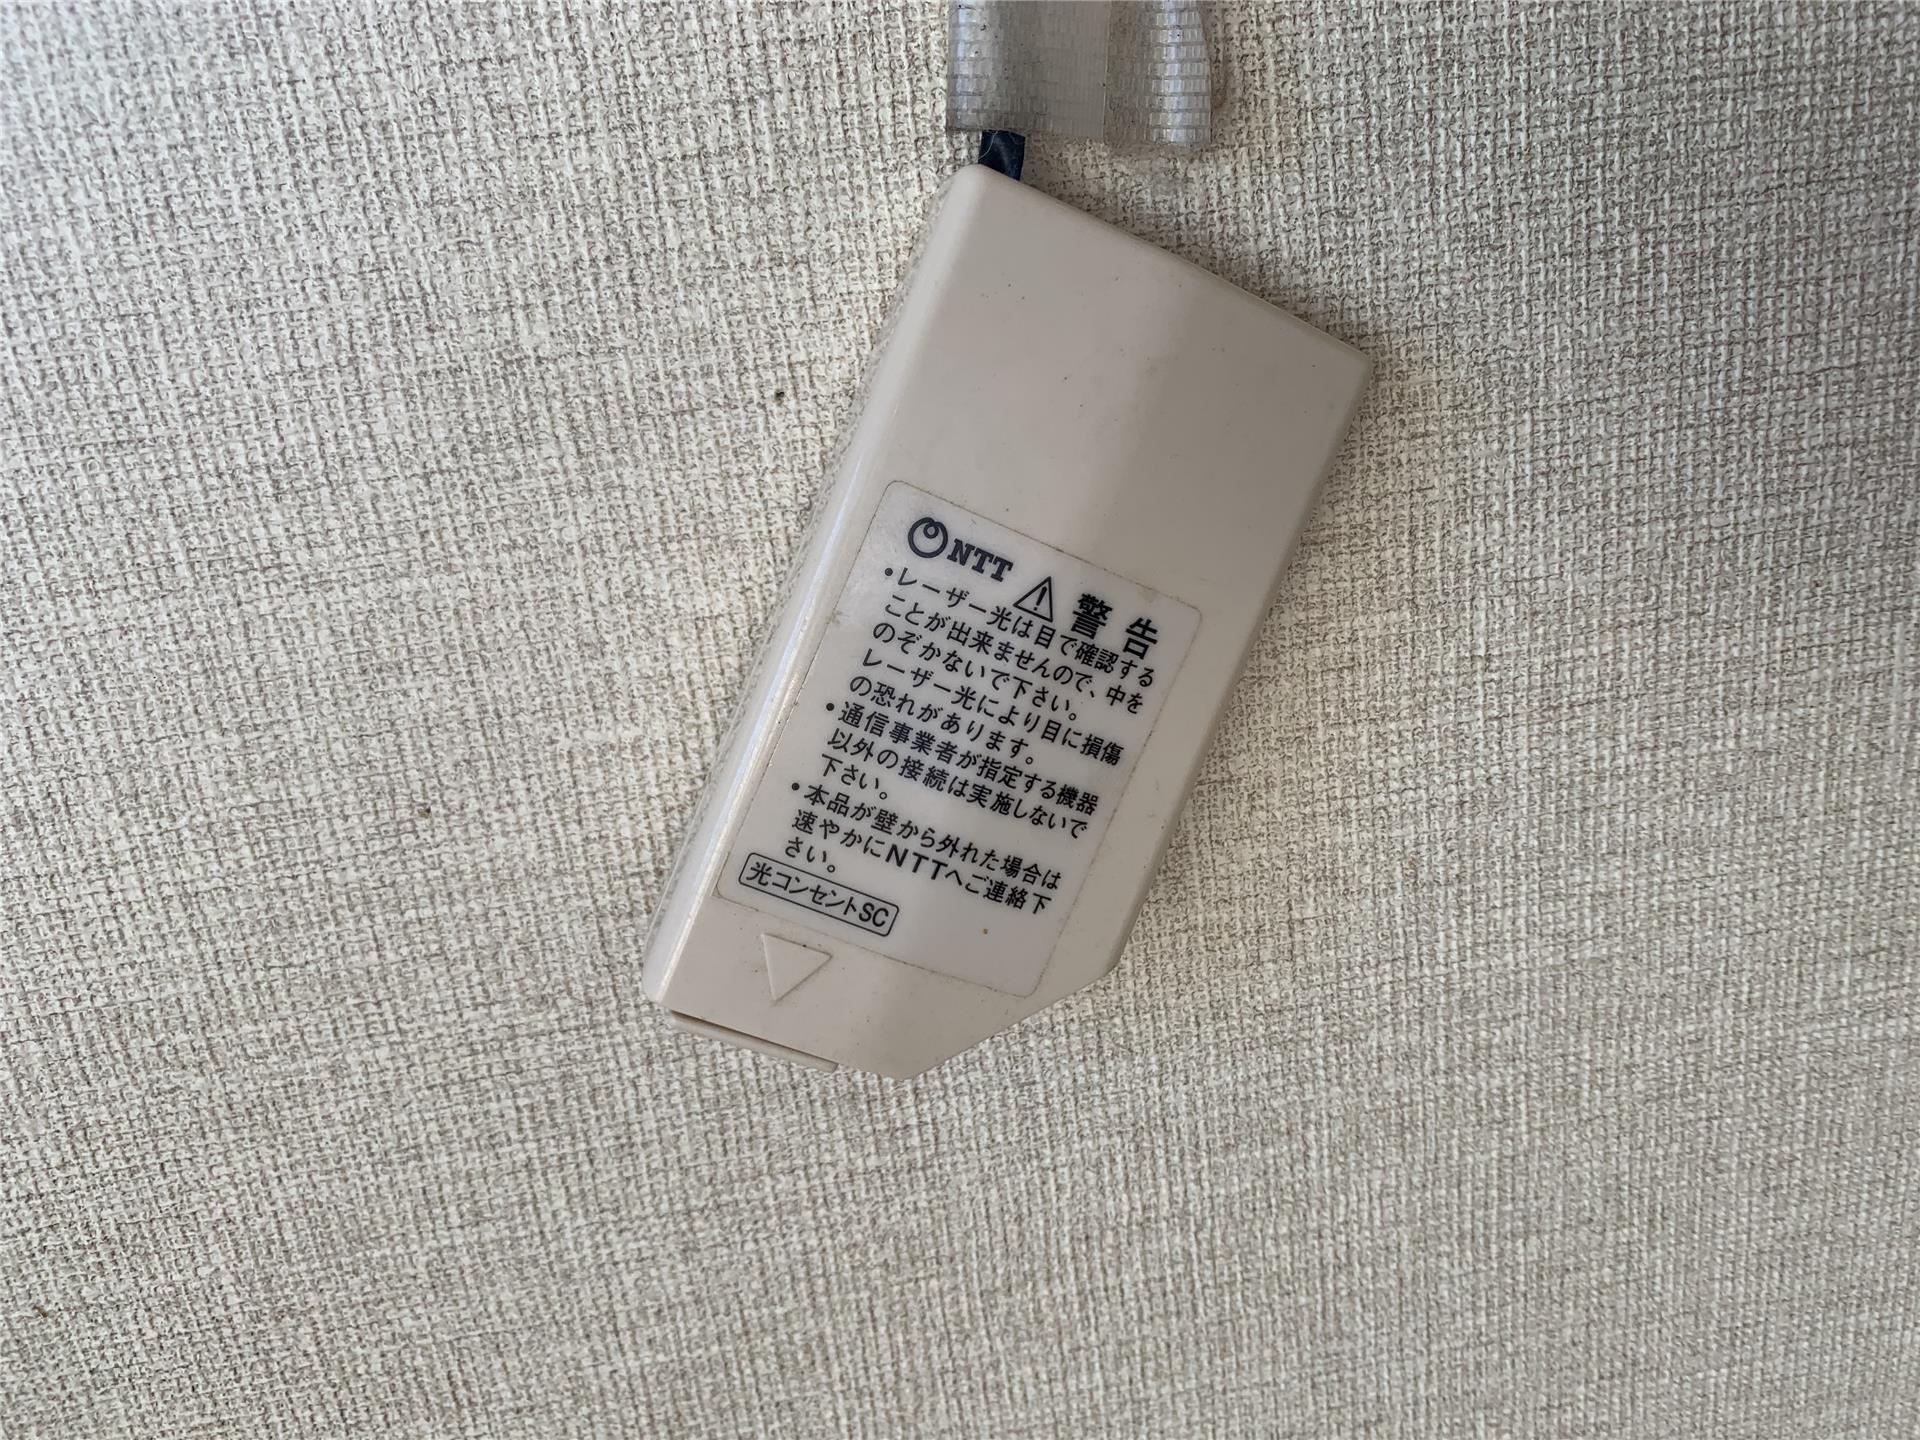 NTT 警告
・レーザー光は目で確認する
ことが出来ませんので、中を
のぞかないで下さい。
レーザー光により目に損傷
の恐れがあります。
・通信事業者が指定する機器
以外の接続は実施しないで
下さい。
・本品が壁から外れた場合は
速やかにNTTへご連絡下
さい。
光コンセントSC